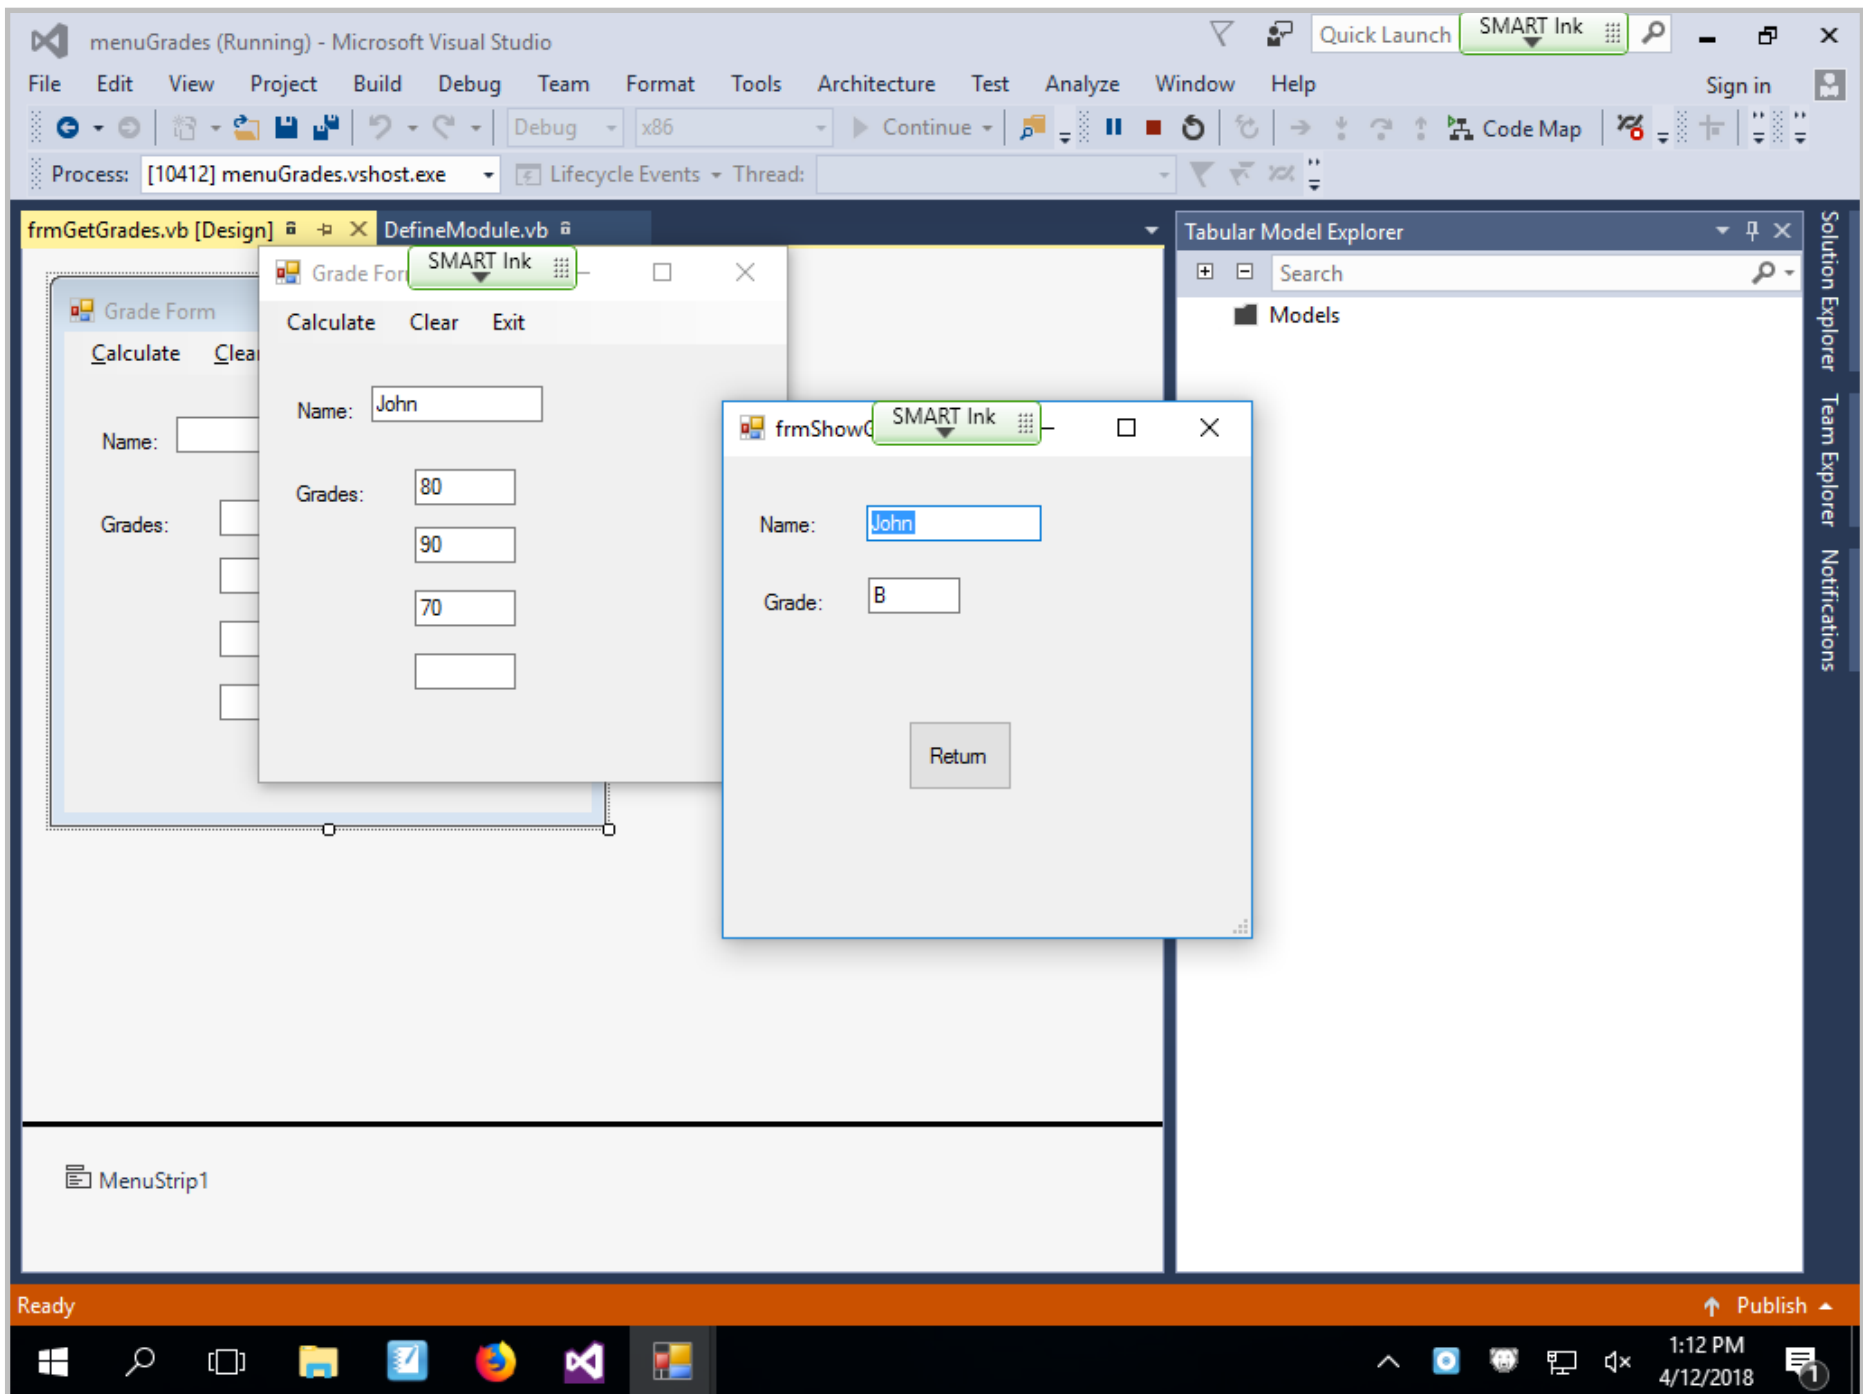 menuGrades (Running) - Microsoft Visual Studio
Quick Launch
SMART Ink
File Edit View Project Build Debug Team Format Tools Architecture Test Analyze Window Help
Sign in
Debug x86 Continue Code Map
Process: [10412] menuGrades.vshost.exe Lifecycle Events Thread:
frmGetGrades.vb [Design] DefineModule.vb
Grade Form
Calculate Clear
Name:
Grades:
Grade For SMART Ink
Calculate Clear Exit
Name: John
Grades: 80
90
70
frmShowG SMART Ink
Name: John
Grade: B
Return
Tabular Model Explorer
Search
Models
Solution Explorer
Team Explorer
Notifications
MenuStrip1
Ready
Publish
1:12 PM
4/12/2018
1